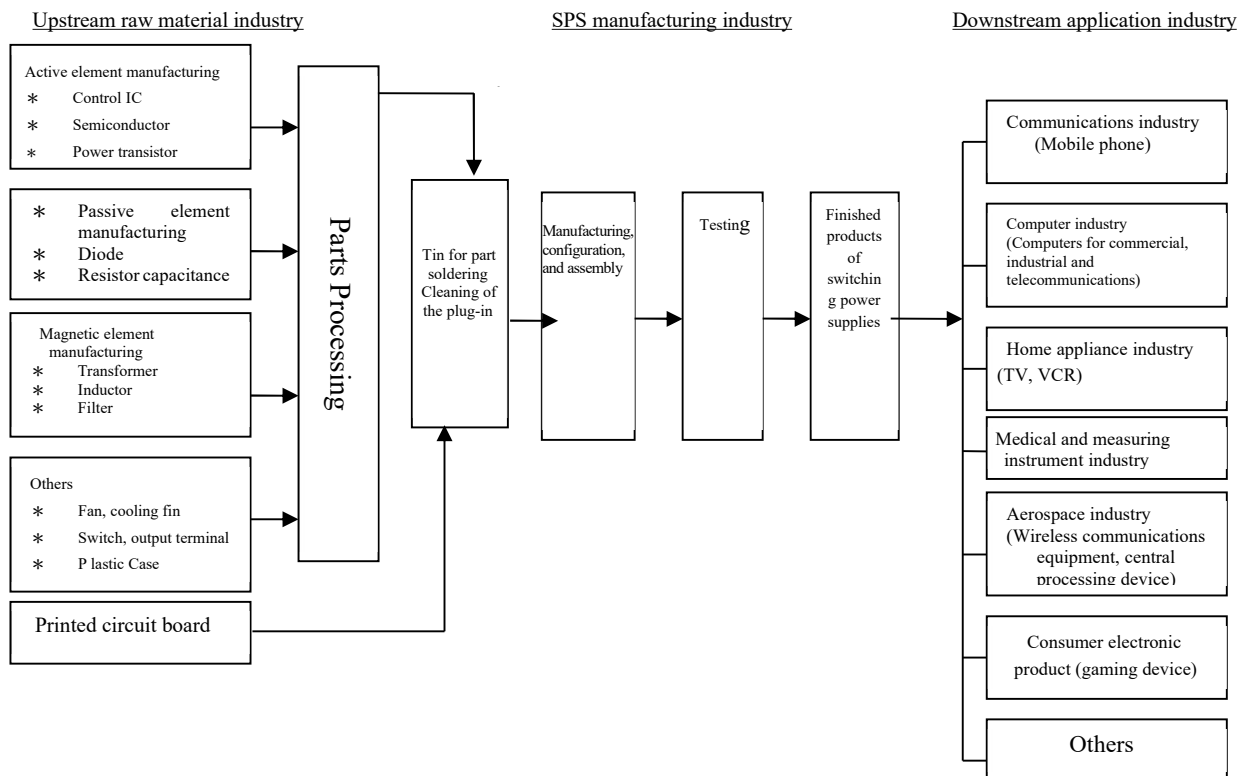 Upstream raw material industry
SPS manufacturing industry
Downstream application industry
Active element manufacturing
* Control IC
* Semiconductor
* Power transistor
* Passive element
manufacturing
* Diode
* Resistor capacitance
Magnetic element
manufacturing
* Transformer
* Inductor
* Filter
Others
* Fan, cooling fin
* Switch, output terminal
* P lastic Case
Printed circuit board
Parts Processing
Tin for part
soldering
Cleaning of
the plug-in
Manufacturing,
configuration,
and assembly
Testing
Finished
products
of
switchin
g power
supplies
Communications industry
(Mobile phone)
Computer industry
(Computers for commercial,
industrial and
telecommunications)
Home appliance industry
(TV, VCR)
Medical and measuring
instrument industry
Aerospace industry
(Wireless communications
equipment, central
processing device)
Consumer electronic
product (gaming device)
Others